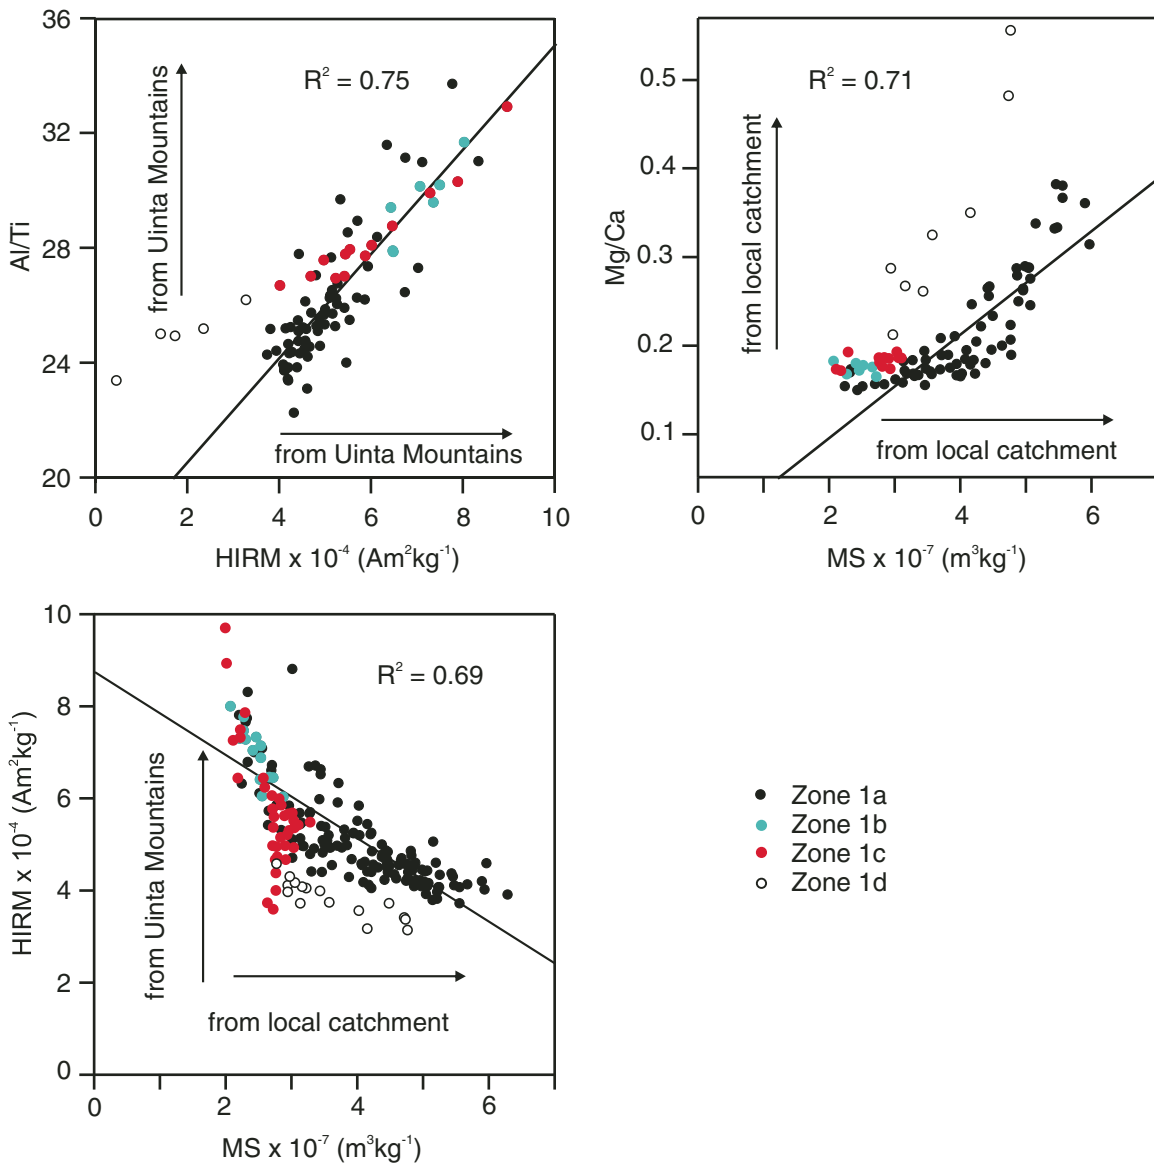 36
32
28
24
20
Al/Ti
from Uinta Mountains
R² = 0.75
from Uinta Mountains
0 2 4 6 8 10
HIRM x 10⁻⁴ (Am²kg⁻¹)
0.5
0.4
0.3
0.2
0.1
Mg/Ca
from local catchment
R² = 0.71
from local catchment
0 2 4 6
MS x 10⁻⁷ (m³kg⁻¹)
10
8
6
4
2
0
HIRM x 10⁻⁴ (Am²kg⁻¹)
from Uinta Mountains
R² = 0.69
from local catchment
0 2 4 6
MS x 10⁻⁷ (m³kg⁻¹)
Zone 1a
Zone 1b
Zone 1c
Zone 1d